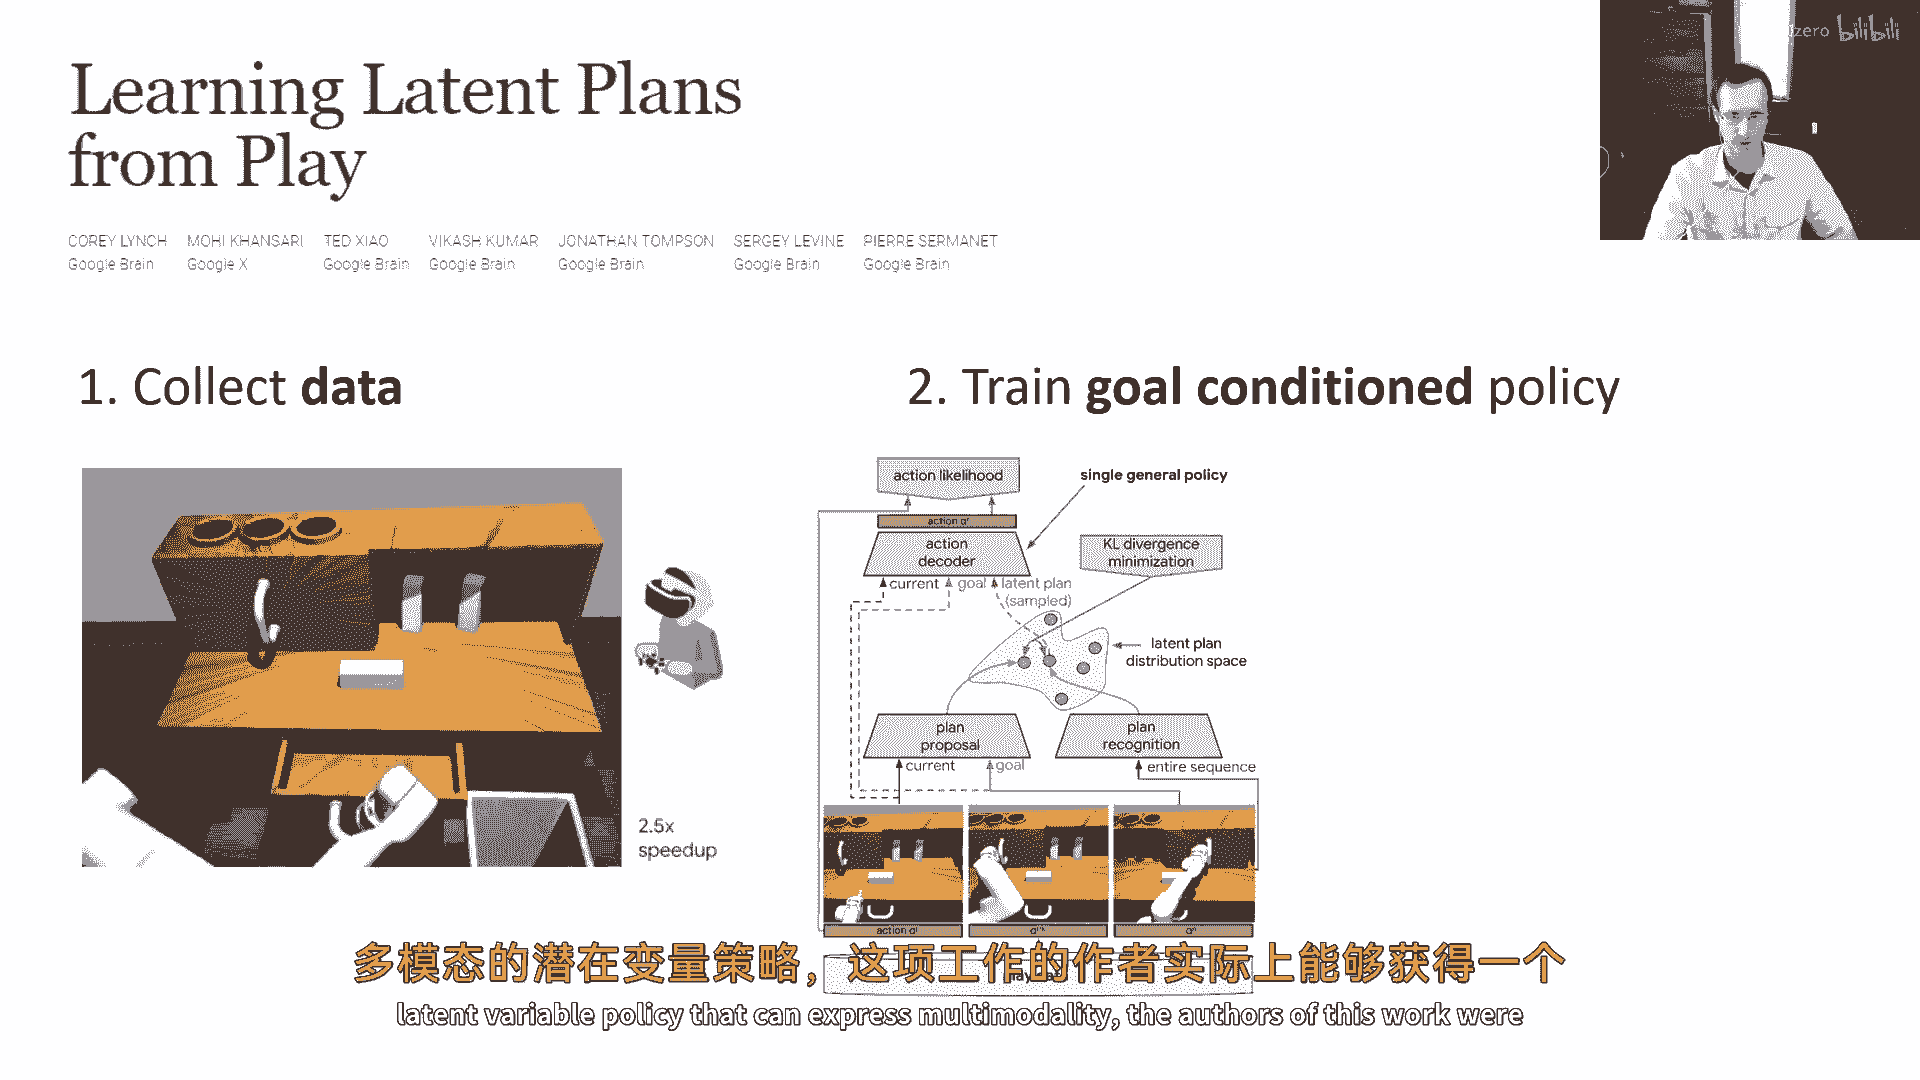 zero bilibili
Learning Latent Plans
from Play
COREY LYNCH MOHI KHANSARI TED XIAO VIKASH KUMAR JONATHAN TOMPSON SERGEY LEVINE PIERRE SERMANET
Google Brain Google X Google Brain Google Brain Google Brain Google Brain Google Brain
1. Collect data
2. Train goal conditioned policy
2.5x
speedup
action likelihood
single general policy
action
decoder
KL divergence
minimization
current goal latent plan
(sampled)
latent plan
distribution space
plan
proposal
plan
recognition
current goal
entire sequence
多模态的潜在变量策略，这项工作的作者实际上能够获得一个
latent variable policy that can express multimodality, the authors of this work were